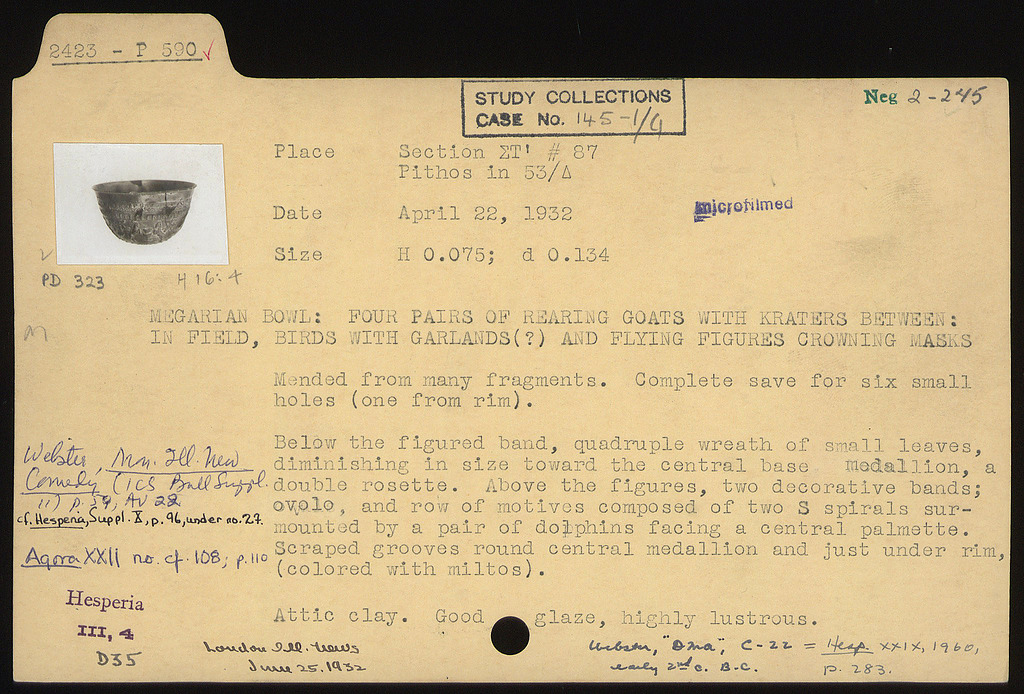 2423 - P 590 ✓
STUDY COLLECTIONS
CASE No. 145-1/4
Neg 2-245
Place Section ΣΤ' # 87
Pithos in 53/Δ
Date April 22, 1932
microfilmed
Size H 0.075; d 0.134
PD 323 H 16:4
MEGARIAN BOWL: FOUR PAIRS OF REARING GOATS WITH KRATERS BETWEEN:
IN FIELD, BIRDS WITH GARLANDS(?) AND FLYING FIGURES CROWNING MASKS
Mended from many fragments. Complete save for six small
holes (one from rim).
Below the figured band, quadruple wreath of small leaves,
diminishing in size toward the central base medallion, a
double rosette. Above the figures, two decorative bands;
ovolo, and row of motives composed of two S spirals sur-
mounted by a pair of dolphins facing a central palmette.
Scraped grooves round central medallion and just under rim,
(colored with miltos).
Attic clay. Good glaze, highly lustrous.
Webster, Mon. Ill. New
Comedy (ICS Bull Suppl.
11) p. 59, AV 22
cf. Hesperia, Suppl. X, p. 96, under no. 27.
Agora XXII no. cf. 108; p. 110
Hesperia
III, 4
D35
London Ill. News
June 25, 1932
Webster, "Dma", C-22 = Hesp. XXIX, 1960,
early 2nd c. B.C. p. 283.